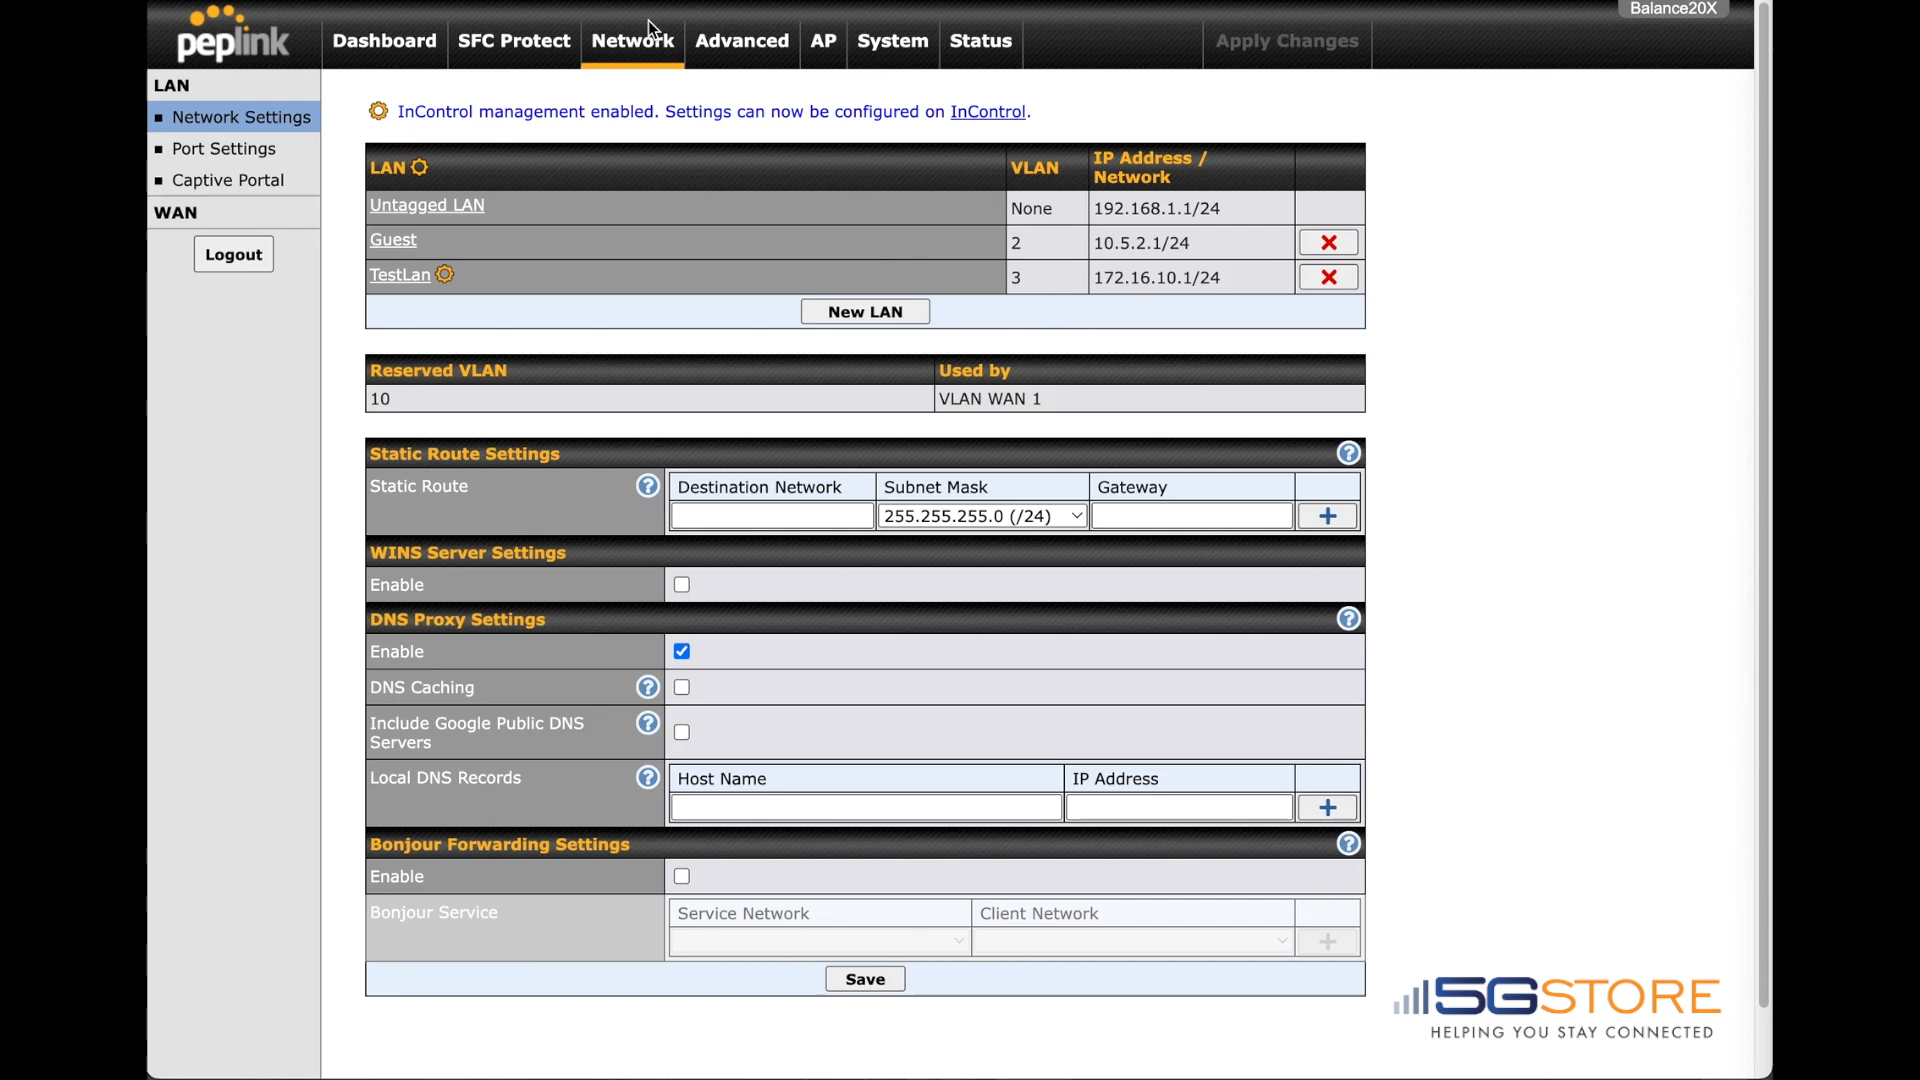 Balance20X
peplink
Dashboard SFC Protect Network Advanced AP System Status Apply Changes
LAN
Network Settings
Port Settings
Captive Portal
WAN
Logout
InControl management enabled. Settings can now be configured on InControl.
LAN VLAN IP Address / Network
Untagged LAN None 192.168.1.1/24
Guest 2 10.5.2.1/24
TestLan 3 172.16.10.1/24
New LAN
Reserved VLAN Used by
10 VLAN WAN 1
Static Route Settings
Static Route Destination Network Subnet Mask Gateway
255.255.255.0 (/24)
WINS Server Settings
Enable
DNS Proxy Settings
Enable
DNS Caching
Include Google Public DNS
Servers
Local DNS Records Host Name IP Address
Bonjour Forwarding Settings
Enable
Bonjour Service Service Network Client Network
Save
5GSTORE
HELPING YOU STAY CONNECTED